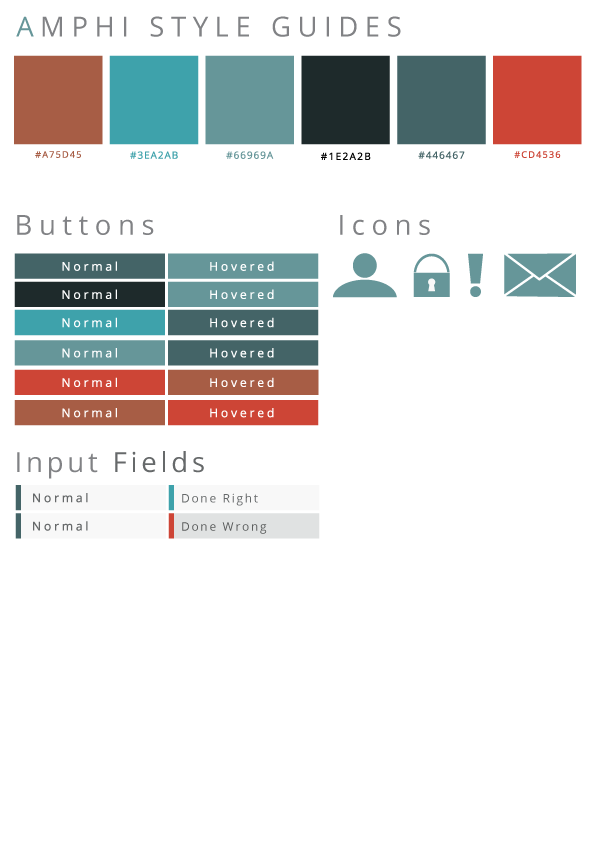 AMPHI STYLE GUIDES
#A75D45 #3EA2AB #66969A #1E2A2B #446467 #CD4536
Buttons
Normal Hovered
Normal Hovered
Normal Hovered
Normal Hovered
Normal Hovered
Normal Hovered
Icons
Input Fields
Normal Done Right
Normal Done Wrong